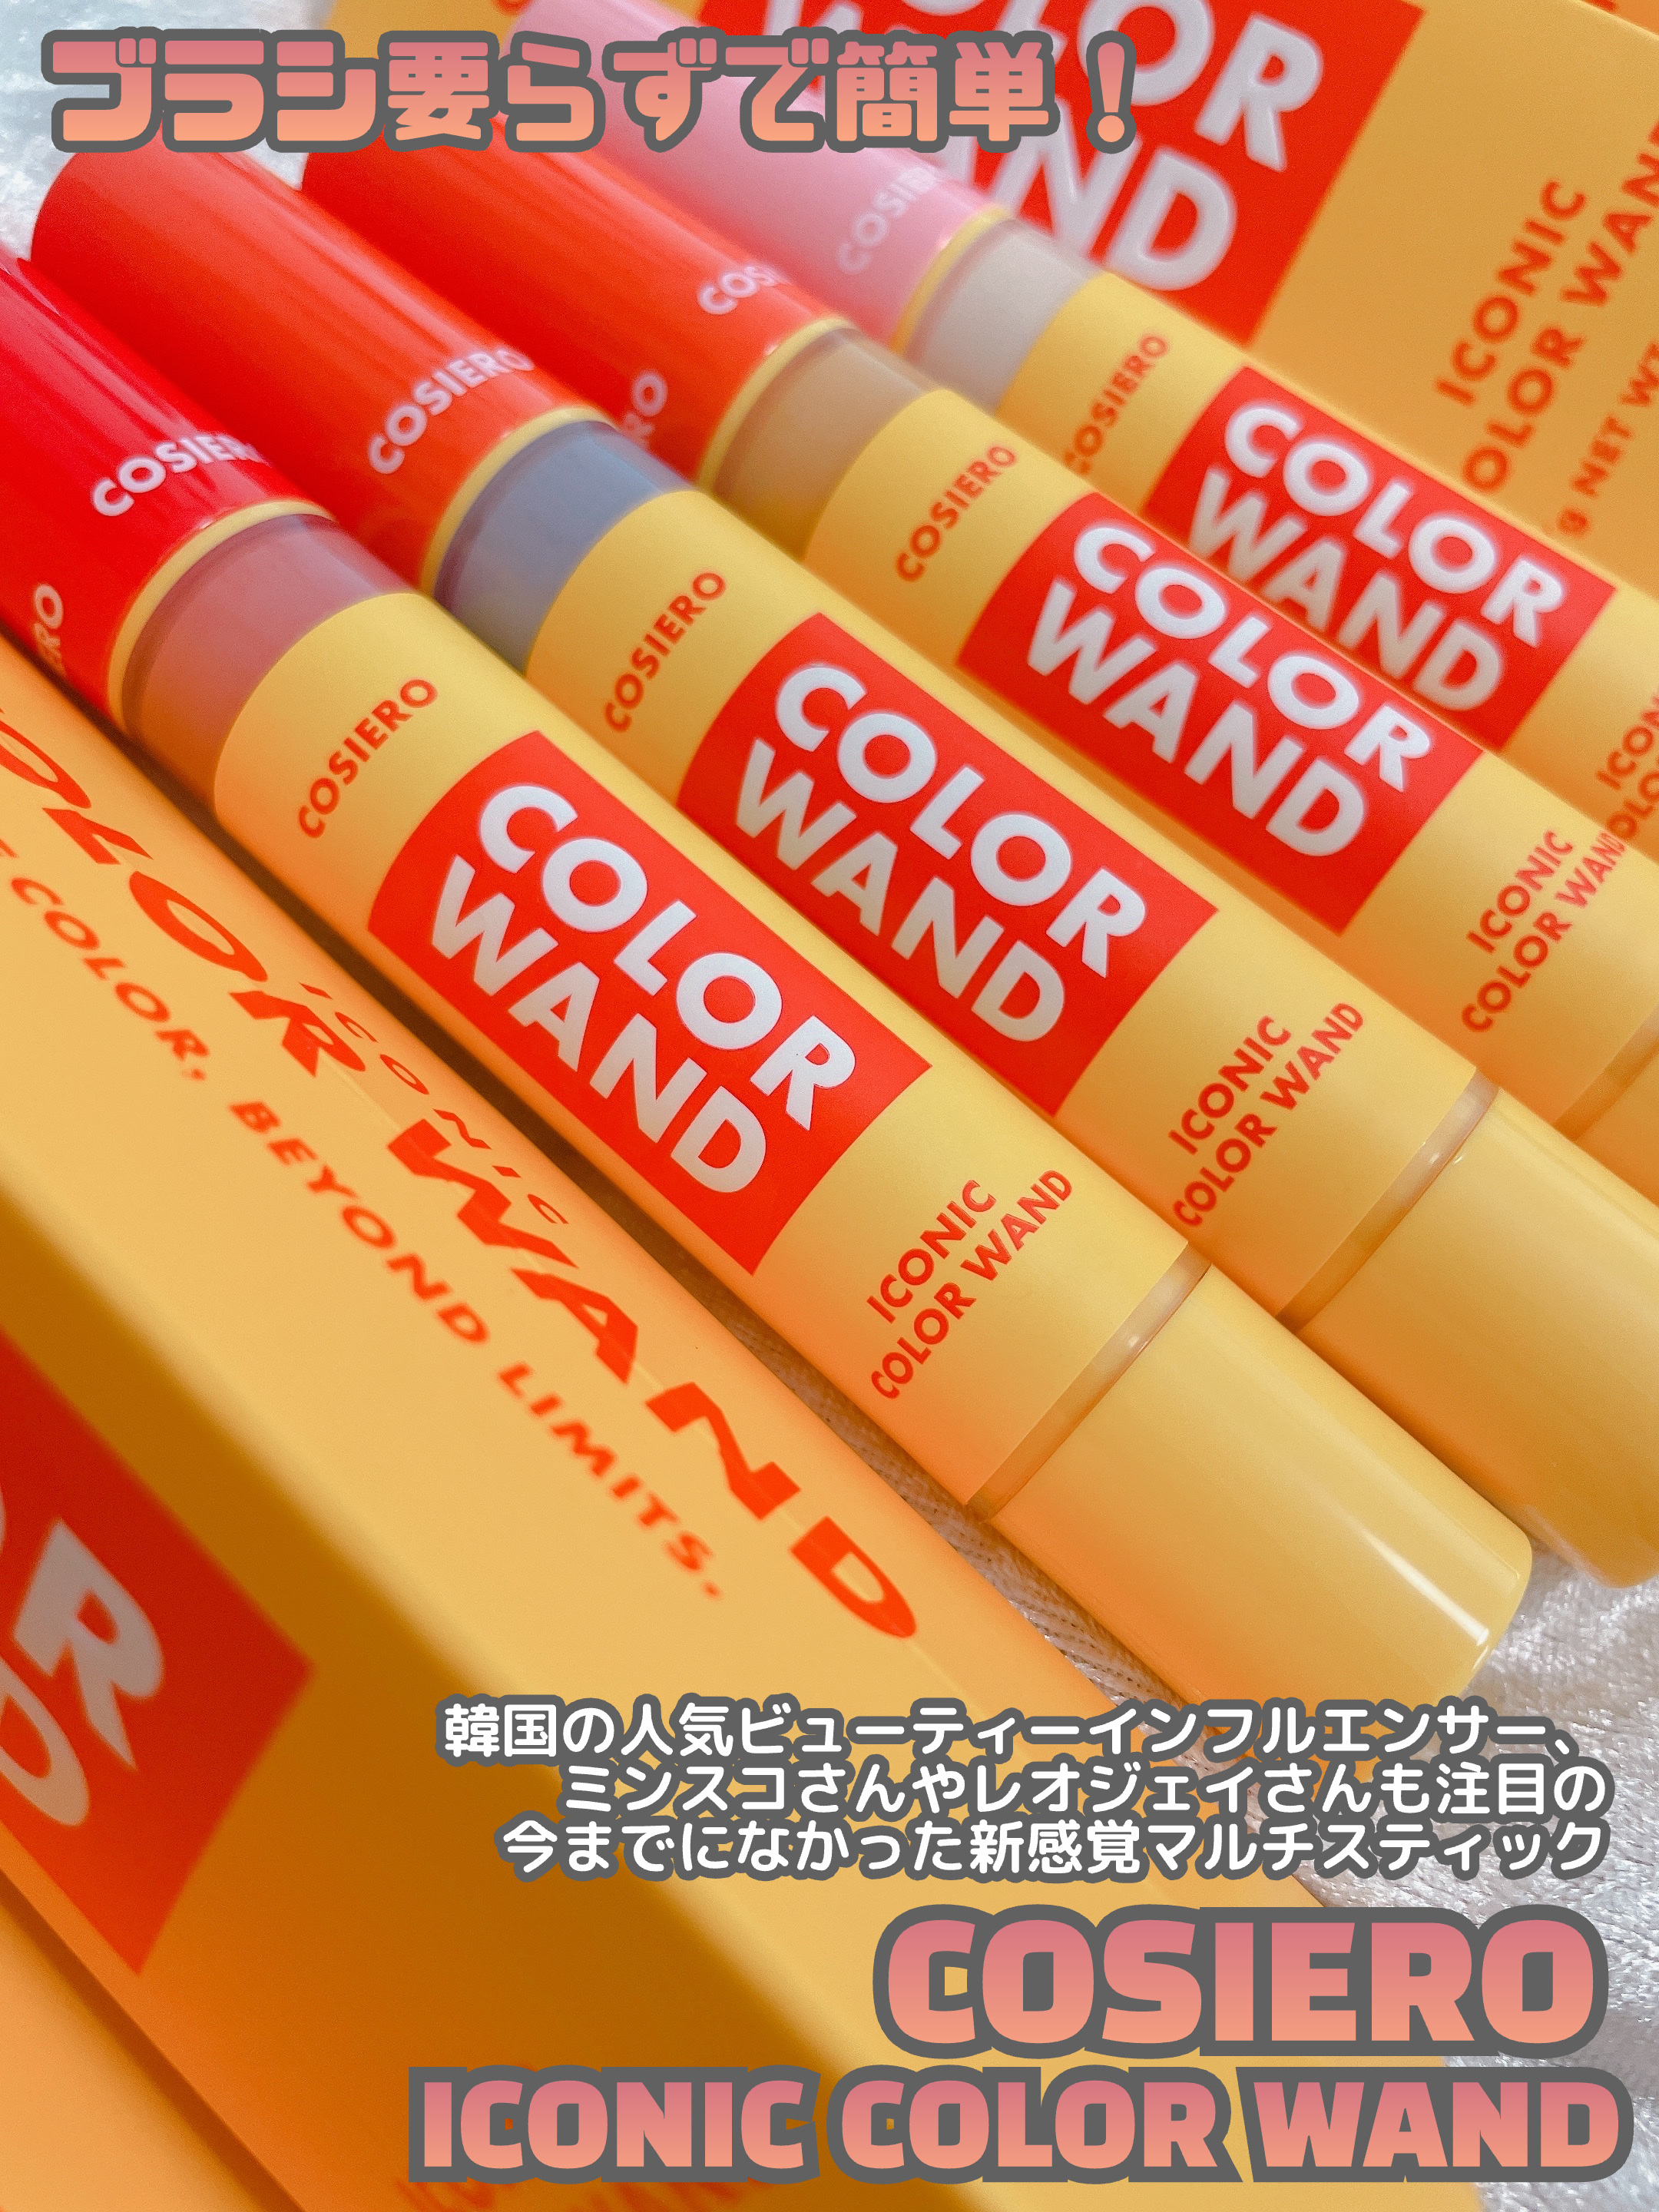 ブラシ要らずで簡単！
COLOR
WAND
ICONIC
COLOR WAND
NET WT
COSIERO
COSIERO
COLOR
WAND
COSIERO
COLOR
WAND
ICONIC
COLOR WAND
COSIERO
COSIERO
COLOR
WAND
ICONIC
COLOR WAND
COSIERO
COSIERO
COLOR
WAND
ICONIC
COLOR WAND
ICONIC
COLOR WAND
COLOR, BEYOND LIMITS.
韓国の人気ビューティーインフルエンサー、
ミンスコさんやレオジェイさんも注目の
今までになかった新感覚マルチスティック
COSIERO
ICONIC COLOR WAND